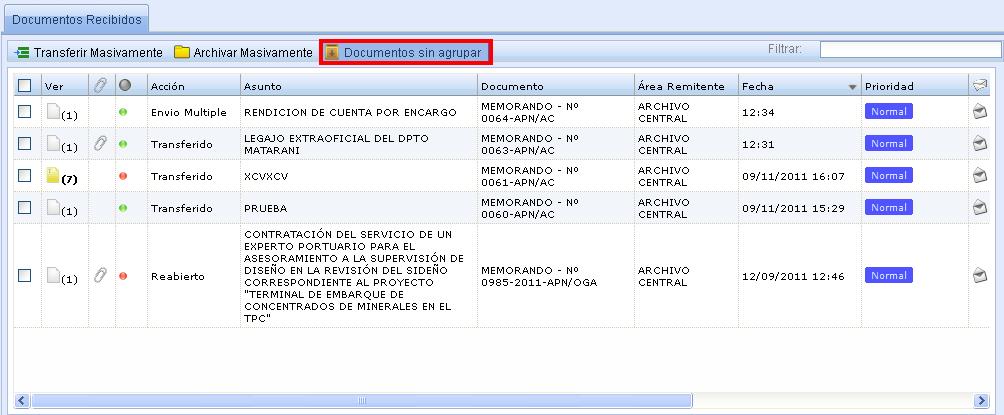 Documentos Recibidos
Transferir Masivamente Archivar Masivamente Documentos sin agrupar Filtrar:
Ver Acción Asunto Documento Área Remitente Fecha Prioridad
(1) Envio Multiple RENDICION DE CUENTA POR ENCARGO MEMORANDO - Nº ARCHIVO 12:34 Normal
0064-APN/AC CENTRAL
(1) Transferido LEGAJO EXTRAOFICIAL DEL DPTO MEMORANDO - Nº ARCHIVO 12:31 Normal
MATARANI 0063-APN/AC CENTRAL
(7) Transferido XCVXCV MEMORANDO - Nº ARCHIVO 09/11/2011 16:07 Normal
0061-APN/AC CENTRAL
(1) Transferido PRUEBA MEMORANDO - Nº ARCHIVO 09/11/2011 15:29 Normal
0060-APN/AC CENTRAL
CONTRATACIÓN DEL SERVICIO DE UN
EXPERTO PORTUARIO PARA EL
ASESORAMIENTO A LA SUPERVISIÓN DE
DISEÑO EN LA REVISIÓN DEL SIDEÑO MEMORANDO - Nº ARCHIVO
(1) Reabierto CORRESPONDIENTE AL PROYECTO 0985-2011-APN/OGA CENTRAL 12/09/2011 12:46 Normal
"TERMINAL DE EMBARQUE DE
CONCENTRADOS DE MINERALES EN EL
TPC"